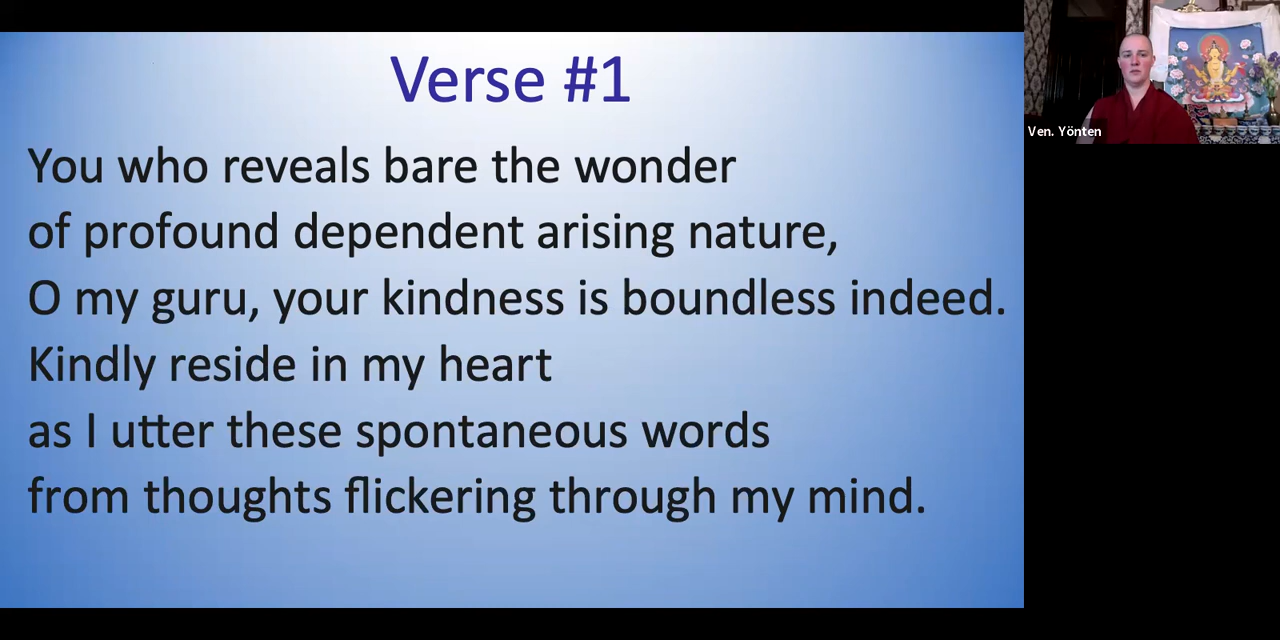 Verse #1
You who reveals bare the wonder
of profound dependent arising nature,
O my guru, your kindness is boundless indeed.
Kindly reside in my heart
as I utter these spontaneous words
from thoughts flickering through my mind.
Ven. Yönten